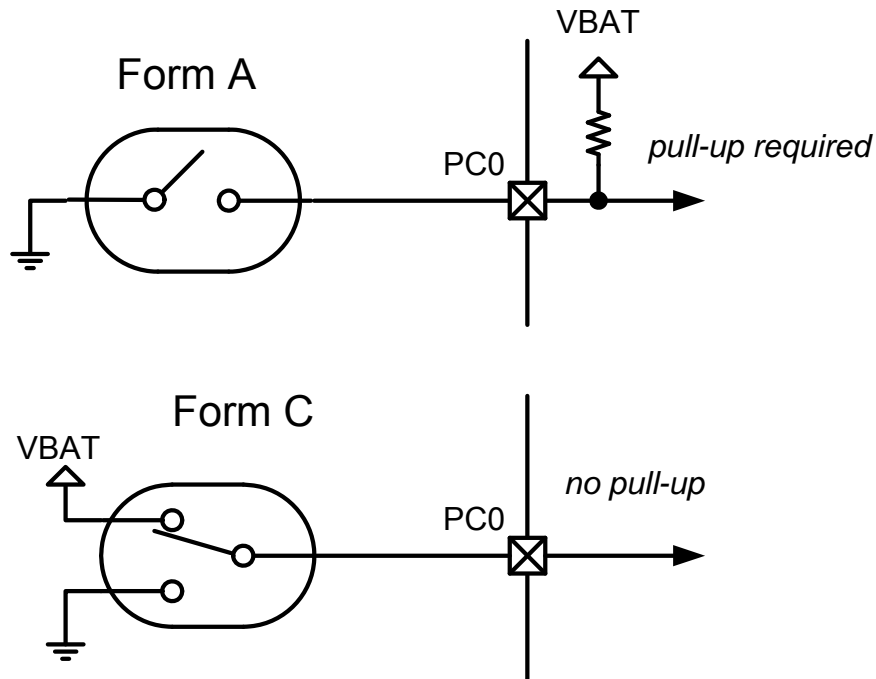 VBAT
Form A
PC0
pull-up required
Form C
VBAT
PC0
no pull-up